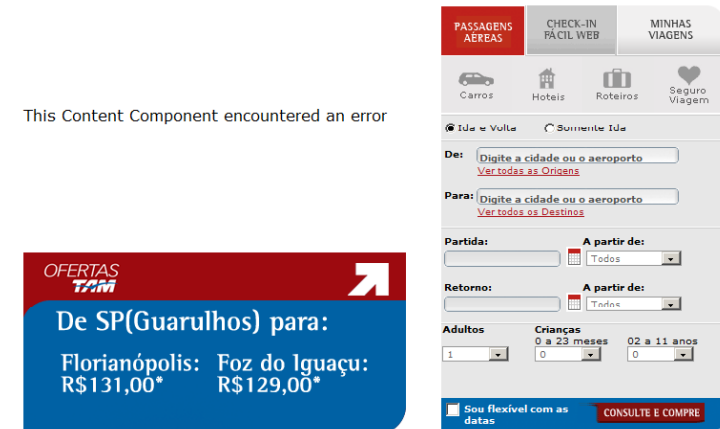 This Content Component encountered an error
OFERTAS
TAM
De SP(Guarulhos) para:
Florianópolis: Foz do Iguaçu:
R$131,00* R$129,00*
PASSAGENS AÉREAS
CHECK-IN FÁCIL WEB
MINHAS VIAGENS
Carros
Hoteis
Roteiros
Seguro Viagem
Ida e Volta Somente Ida
De: Digite a cidade ou o aeroporto
Ver todas as Origens
Para: Digite a cidade ou o aeroporto
Ver todos os Destinos
Partida: A partir de:
Todos
Retorno: A partir de:
Todos
Adultos Crianças
0 a 23 meses 02 a 11 anos
1 0 0
Sou flexível com as datas
CONSULTE E COMPRE